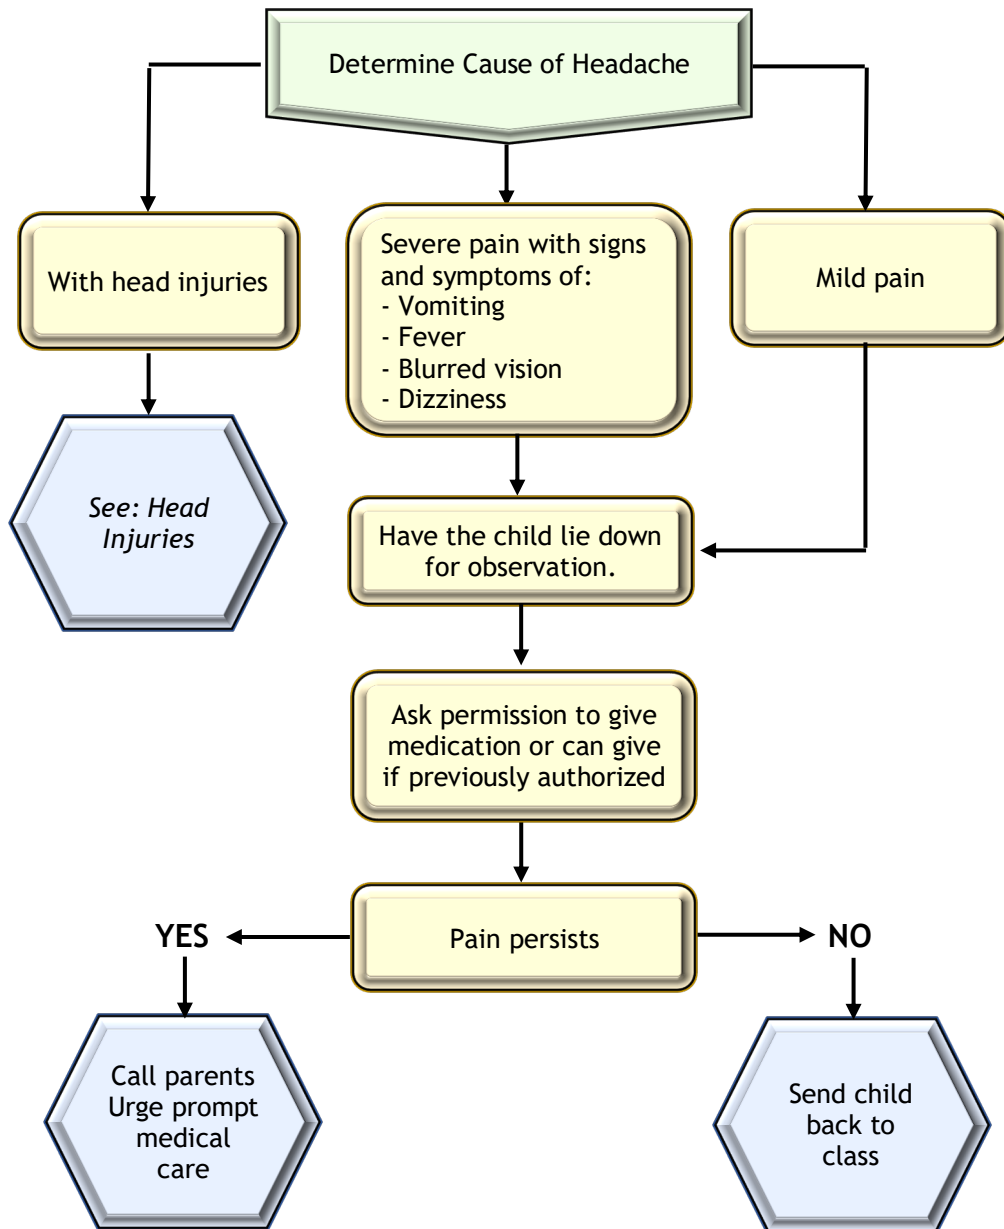 Determine Cause of Headache
With head injuries
Severe pain with signs
and symptoms of:
- Vomiting
- Fever
- Blurred vision
- Dizziness
Mild pain
See: Head
Injuries
Have the child lie down
for observation.
Ask permission to give
medication or can give
if previously authorized
Pain persists
YES
NO
Call parents
Urge prompt
medical
care
Send child
back to
class